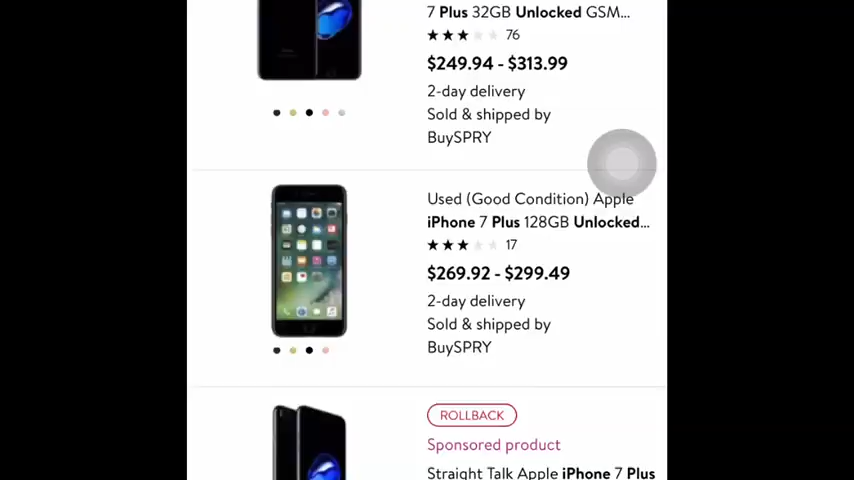 7 Plus 32GB Unlocked GSM...
76
$249.94 - $313.99
2-day delivery
Sold & shipped by
BuySPRY
Used (Good Condition) Apple
iPhone 7 Plus 128GB Unlocked...
17
$269.92 - $299.49
2-day delivery
Sold & shipped by
BuySPRY
ROLLBACK
Sponsored product
Straight Talk Apple iPhone 7 Plus